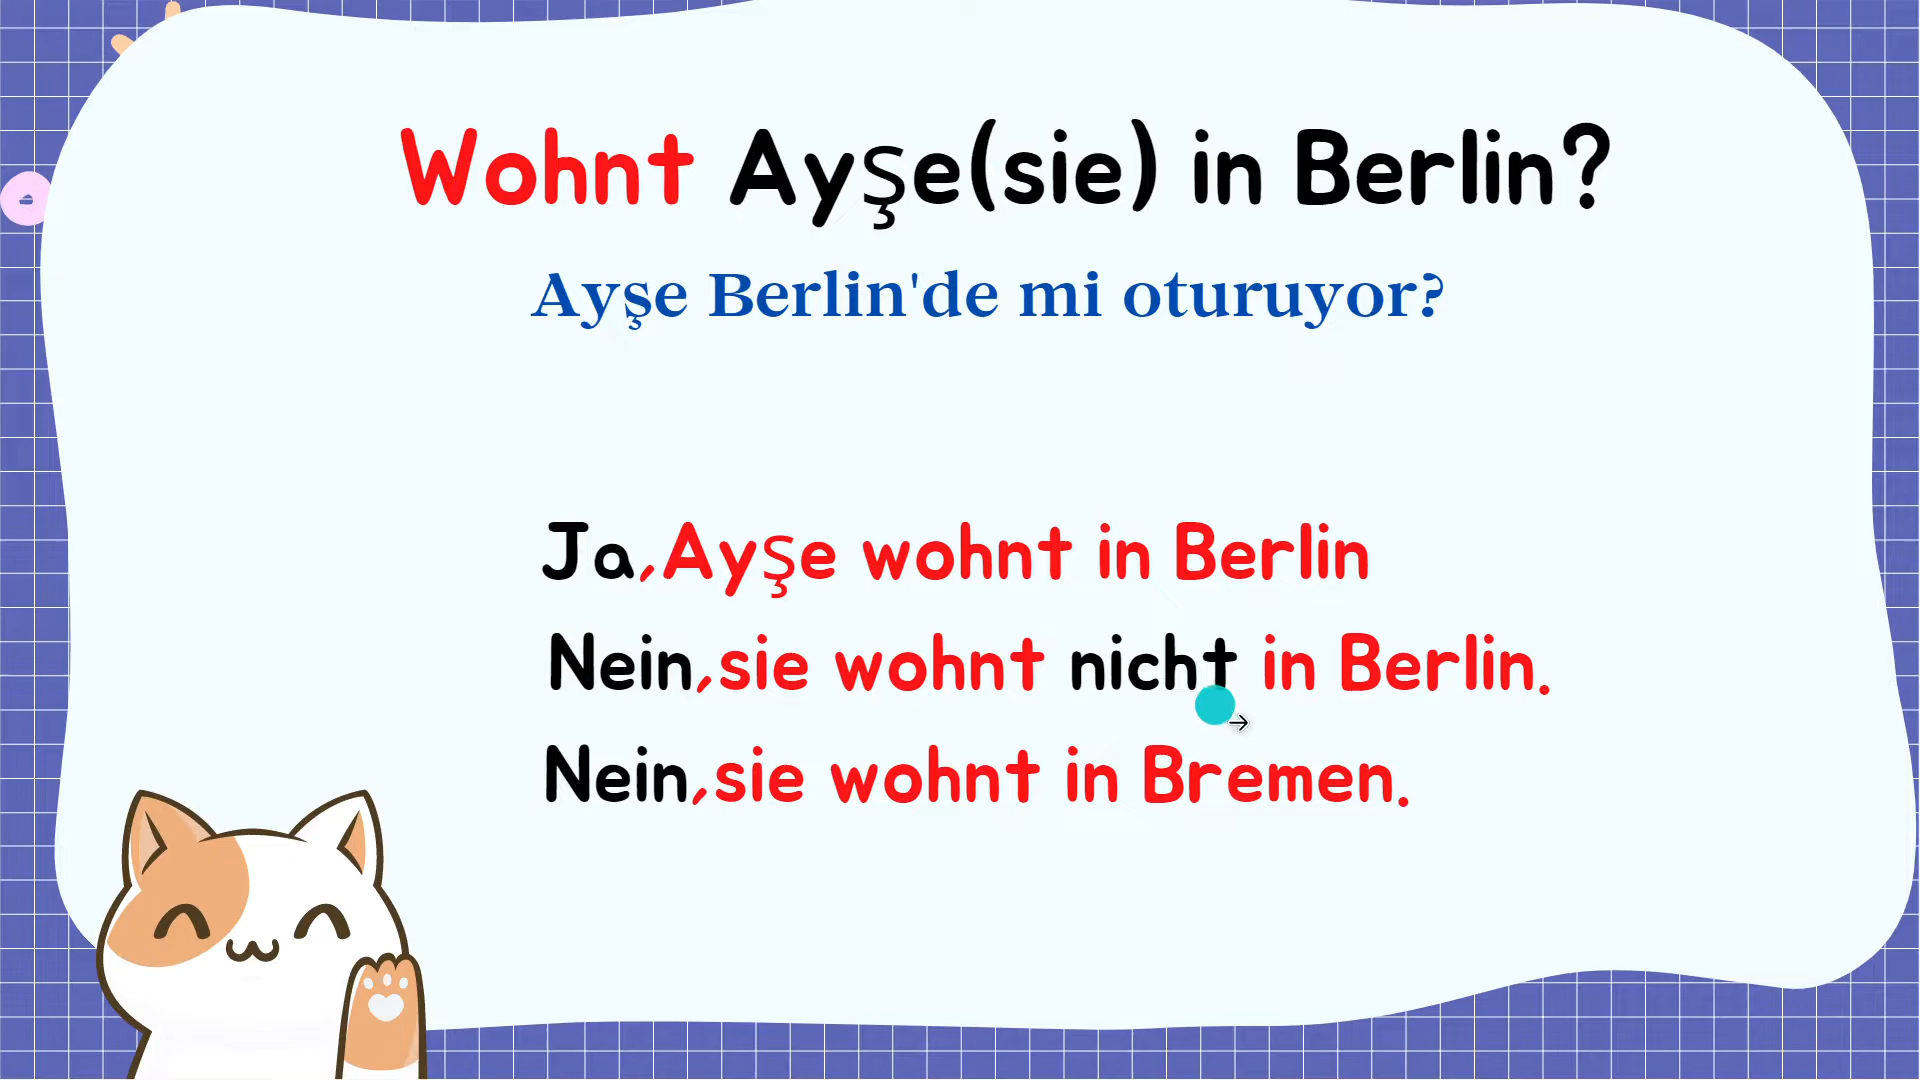 Wohnt Ayşe(sie) in Berlin?
Ayşe Berlin'de mi oturuyor?
Ja,Ayşe wohnt in Berlin
Nein,sie wohnt nicht in Berlin.
Nein,sie wohnt in Bremen.